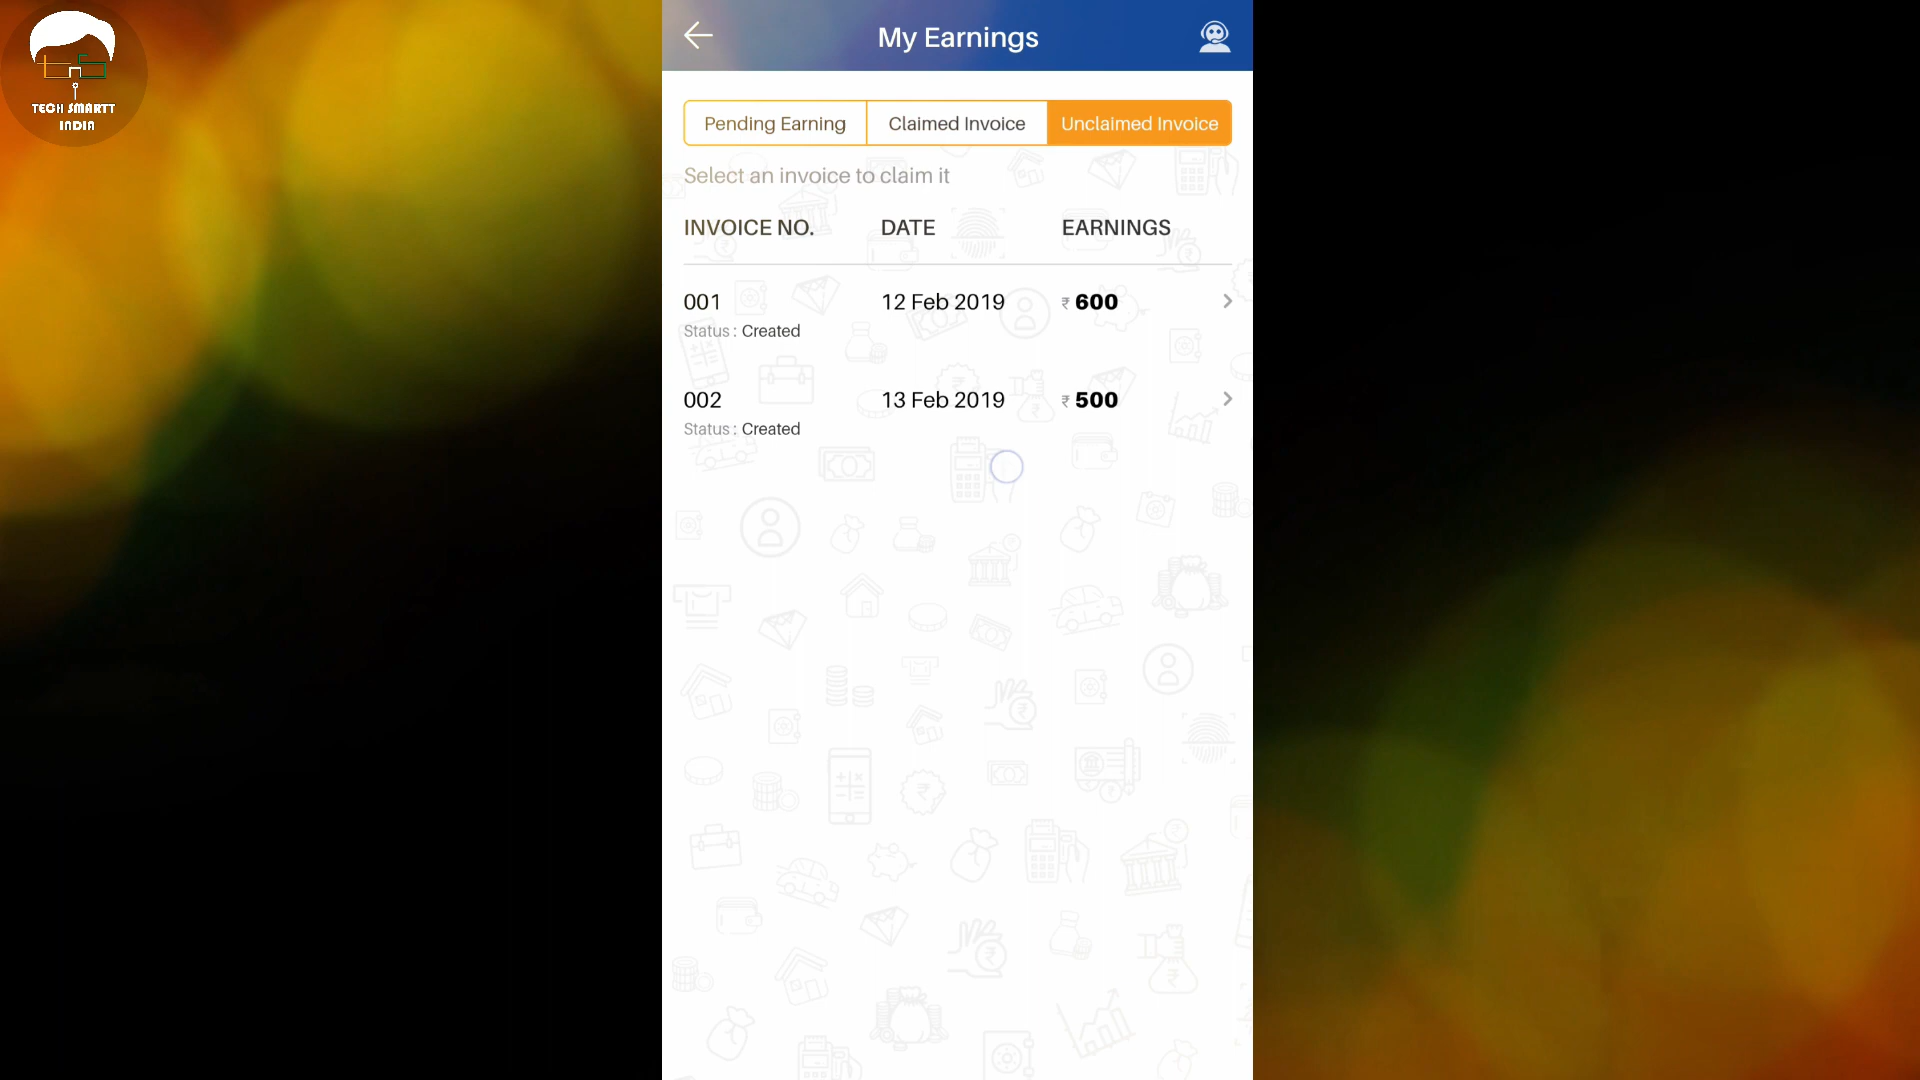 TECH SMARTT
INDIA
My Earnings
Pending Earning
Claimed Invoice
Unclaimed Invoice
Select an invoice to claim it
INVOICE NO. DATE EARNINGS
001 12 Feb 2019 ₹ 600
Status : Created
002 13 Feb 2019 ₹ 500
Status : Created